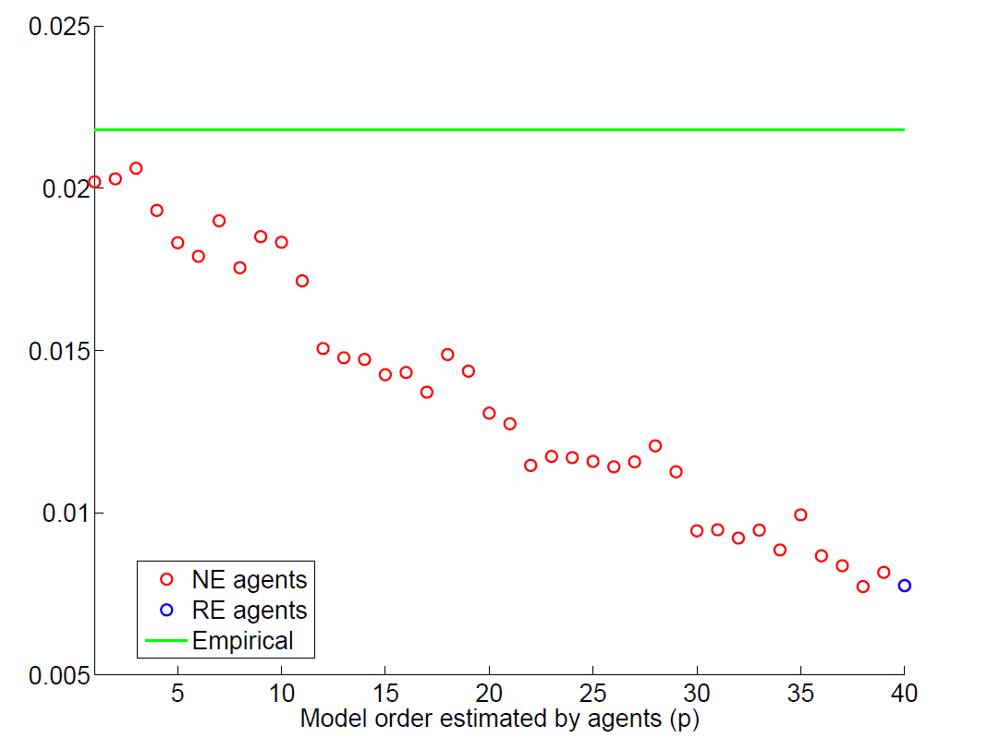 0.025
0.02
0.015
0.01
0.005
NE agents
RE agents
Empirical
5 10 15 20 25 30 35 40
Model order estimated by agents (p)